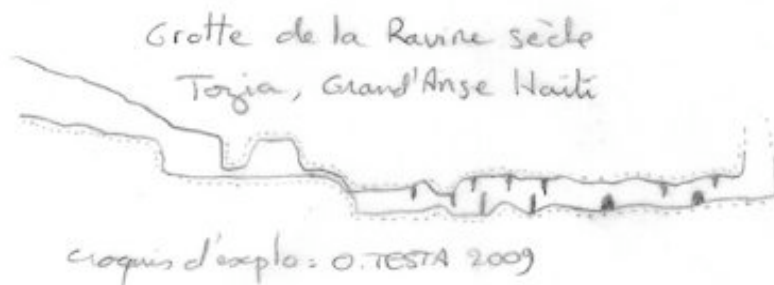 Grotte de la Ravine sèche
Tozia, Grand'Anse Haïti
croquis d'explo : O.TESTA 2009